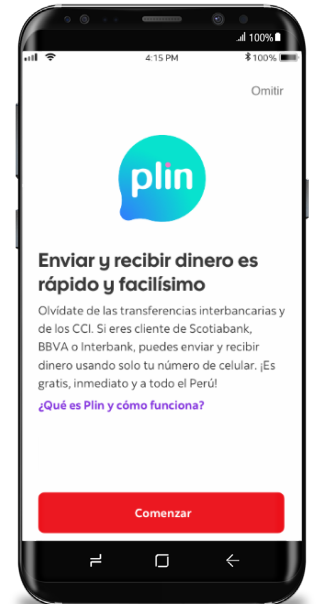 100%
4:15 PM
100%
Omitir
plin
Enviar y recibir dinero es
rápido y facilísimo
Olvídate de las transferencias interbancarias y
de los CCI. Si eres cliente de Scotiabank,
BBVA o Interbank, puedes enviar y recibir
dinero usando solo tu número de celular. ¡Es
gratis, inmediato y a todo el Perú!
¿Qué es Plin y cómo funciona?
Comenzar